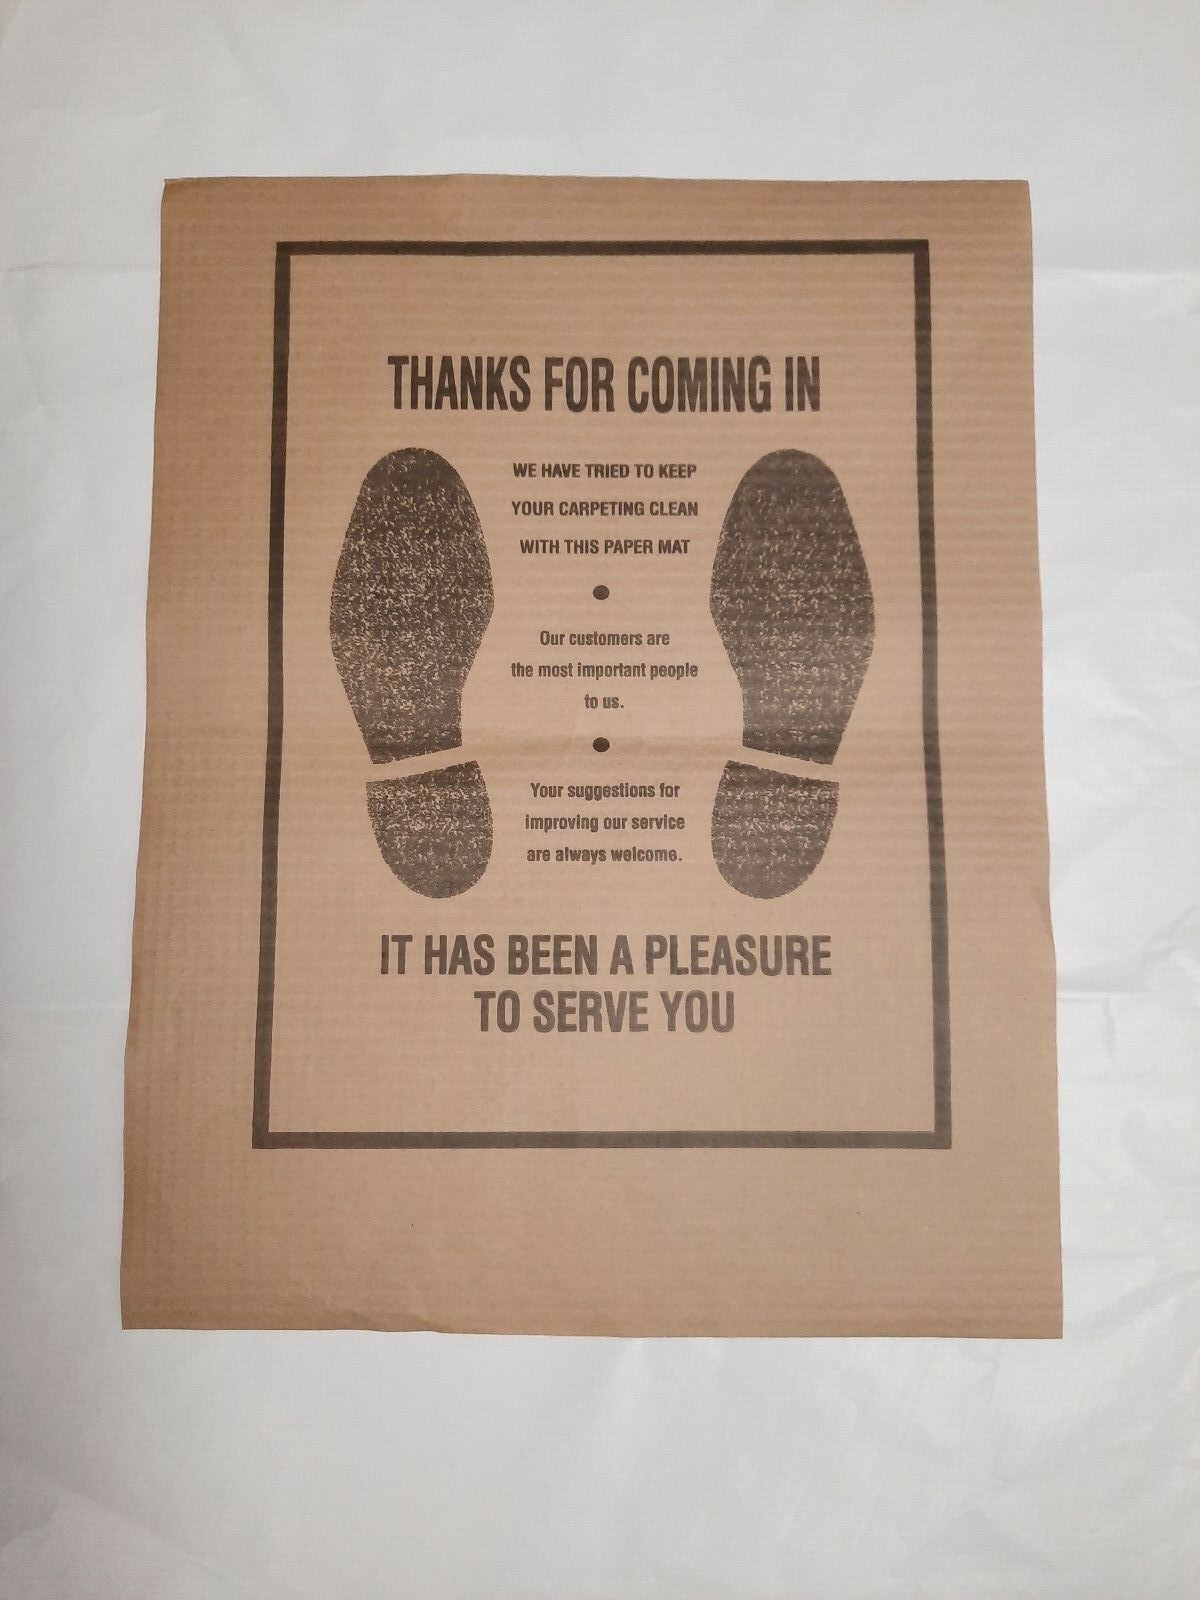 THANKS FOR COMING IN
WE HAVE TRIED TO KEEP
YOUR CARPETING CLEAN
WITH THIS PAPER MAT
Our customers are
the most important people
to us.
Your suggestions for
improving our service
are always welcome.
IT HAS BEEN A PLEASURE
TO SERVE YOU